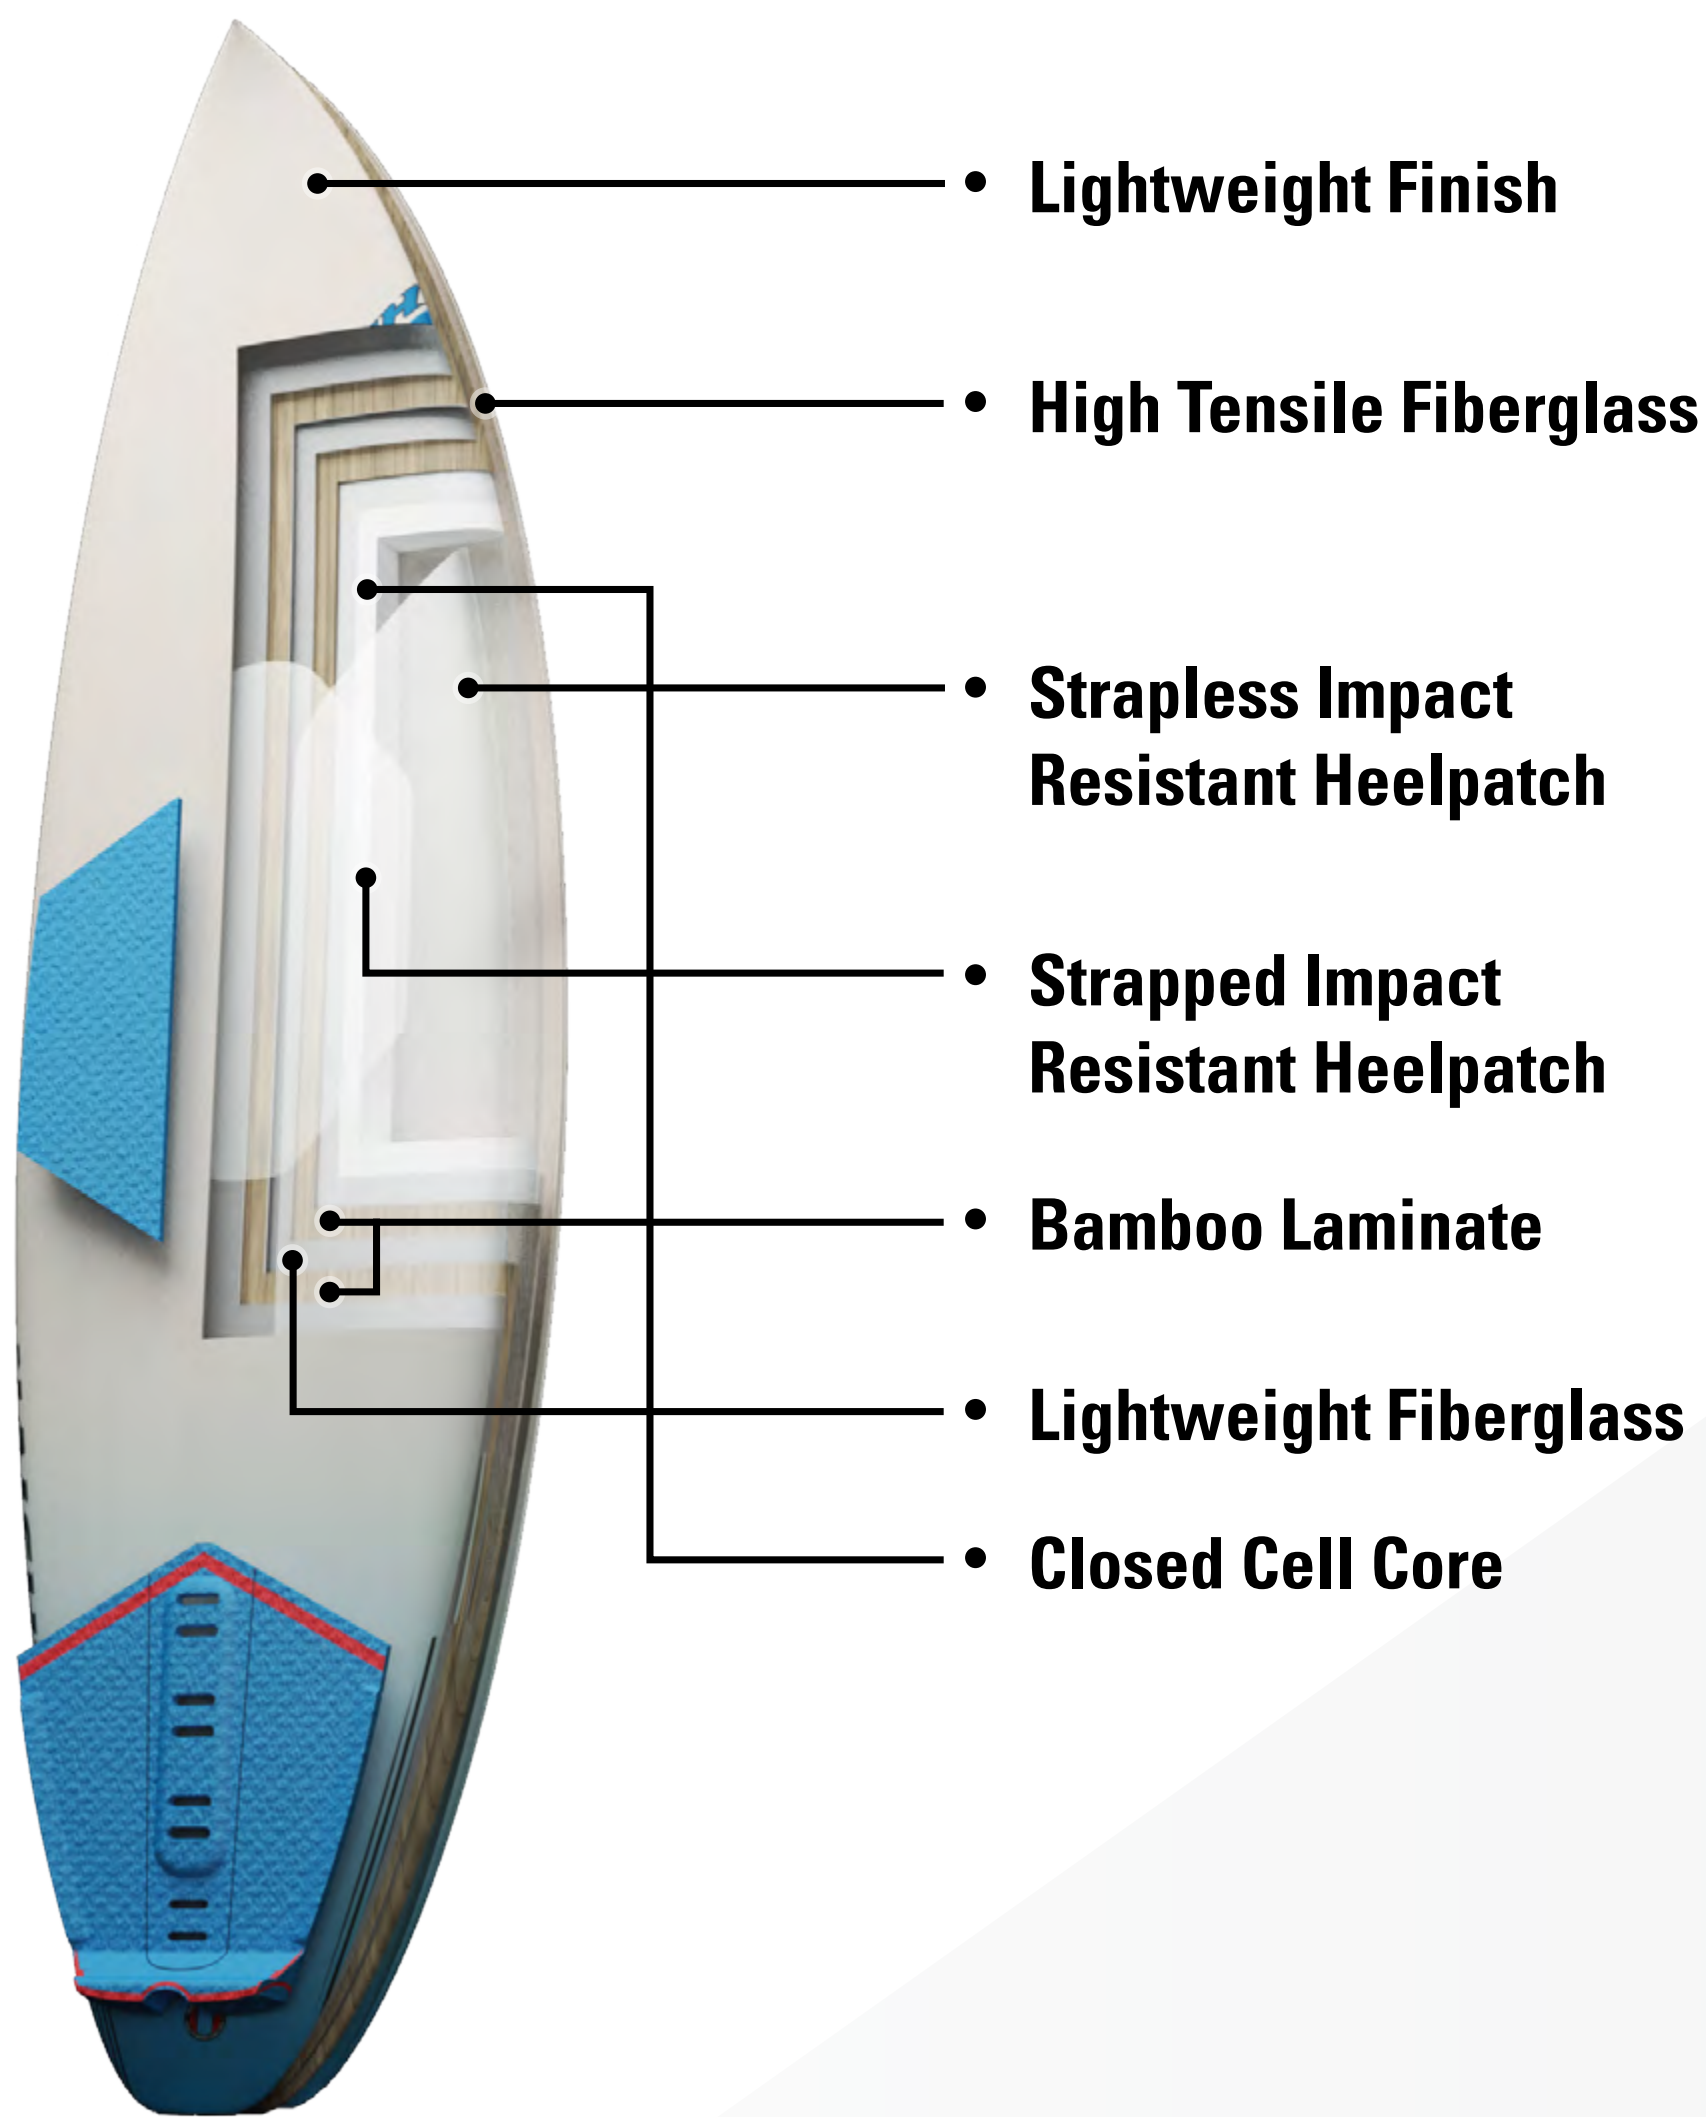 • Lightweight Finish
• High Tensile Fiberglass
• Strapless Impact
Resistant Heelpatch
• Strapped Impact
Resistant Heelpatch
• Bamboo Laminate
• Lightweight Fiberglass
• Closed Cell Core